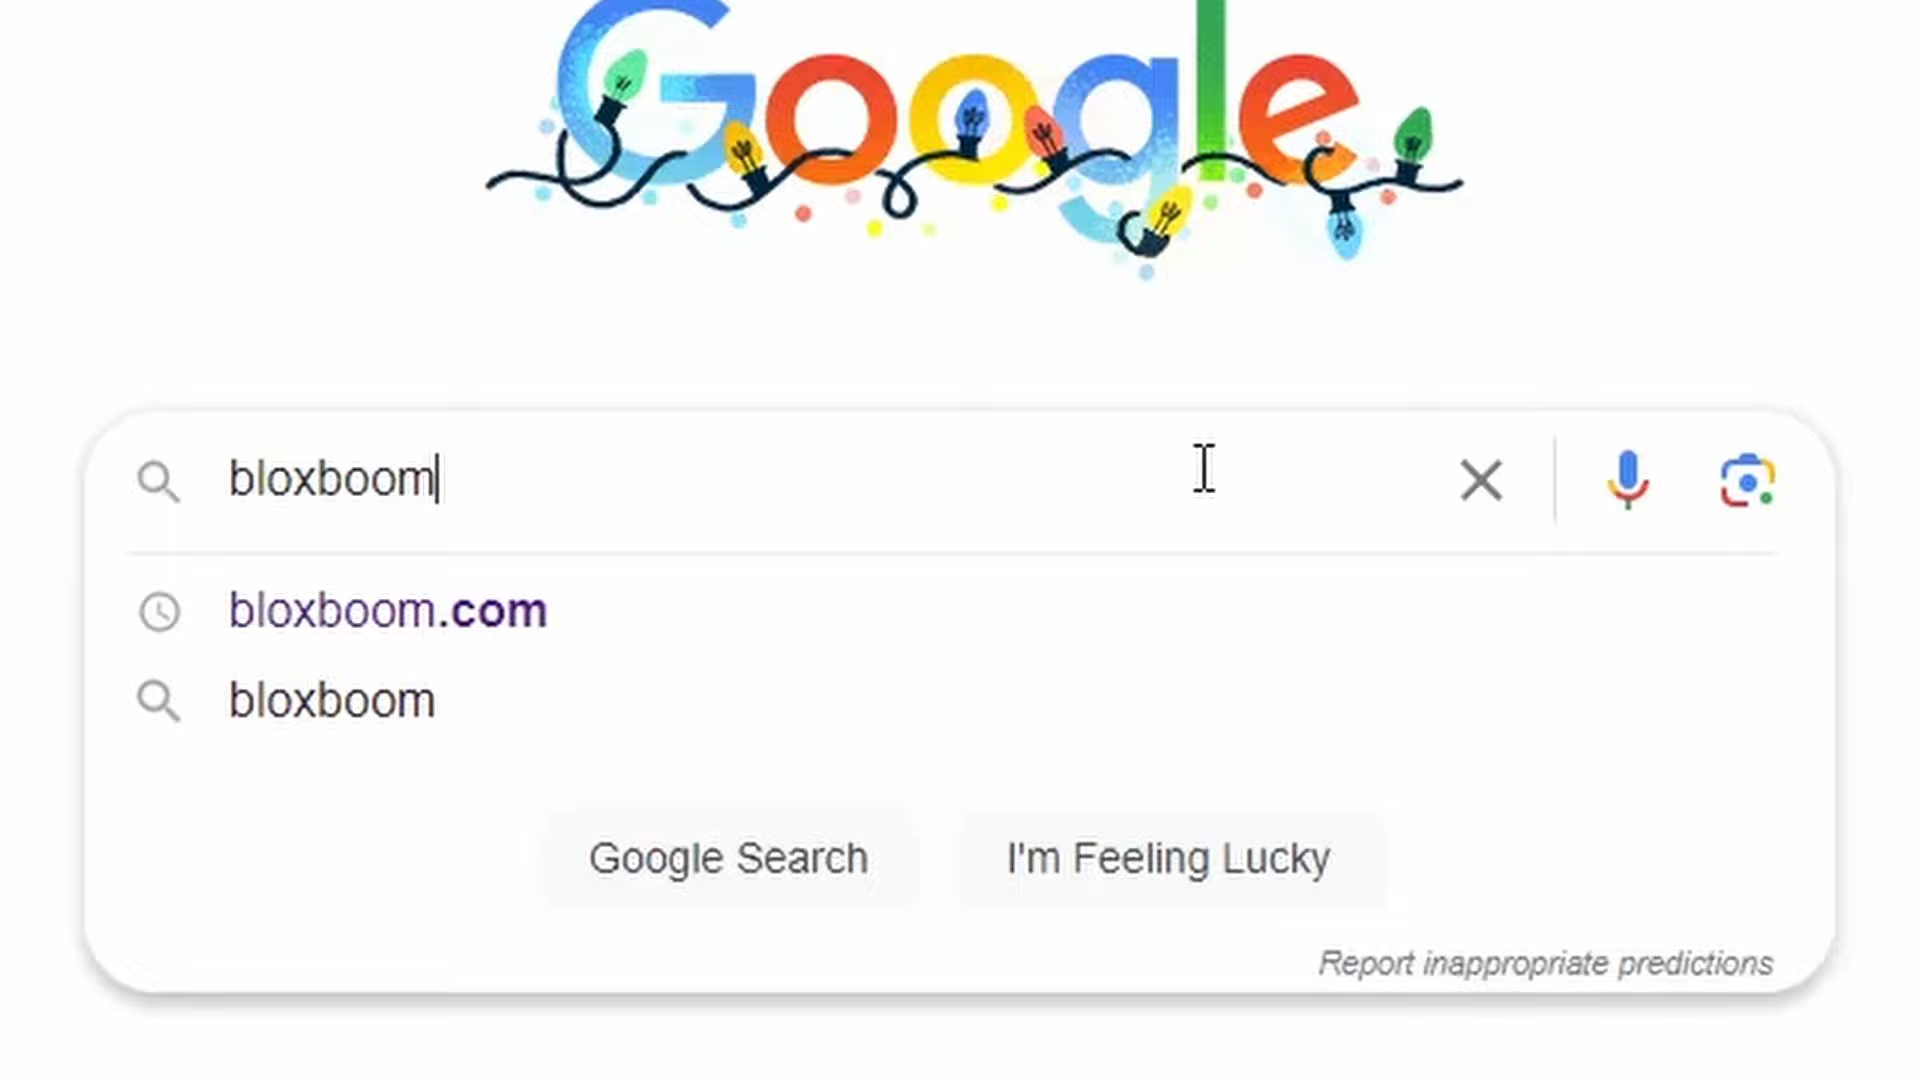 Google
bloxboom
bloxboom.com
bloxboom
Google Search
I'm Feeling Lucky
Report inappropriate predictions